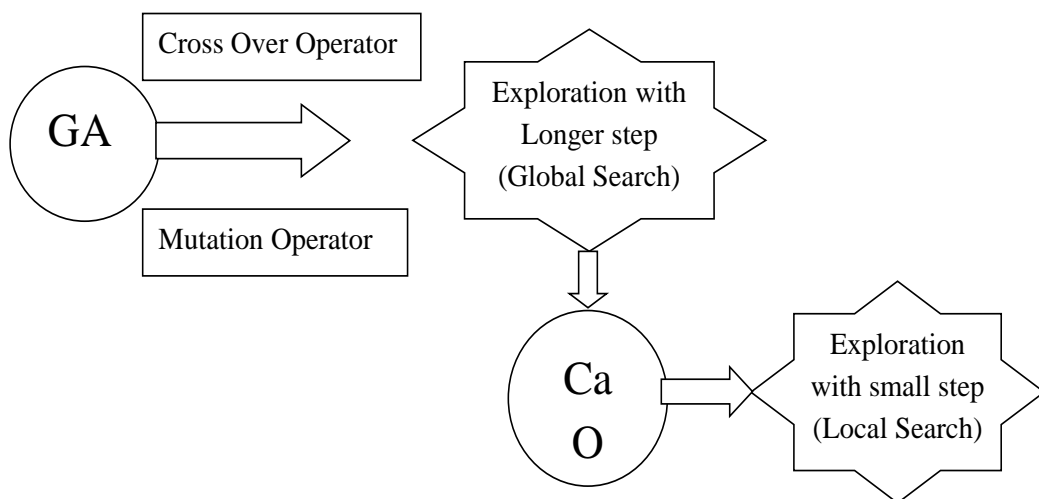 Cross Over Operator
GA
Mutation Operator
Exploration with
Longer step
(Global Search)
Ca
O
Exploration
with small step
(Local Search)